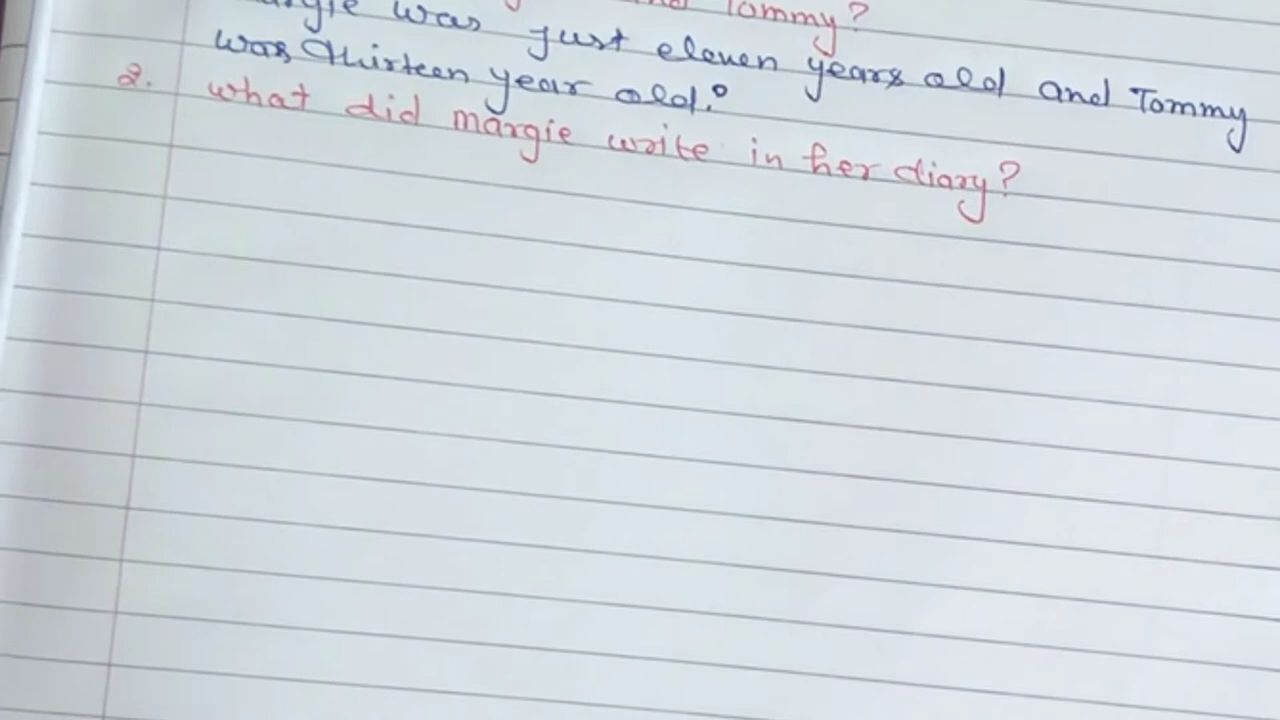 Tommy?
was just eleven years old and Tommy
was thirteen year old.
2. what did margie write in her diary?